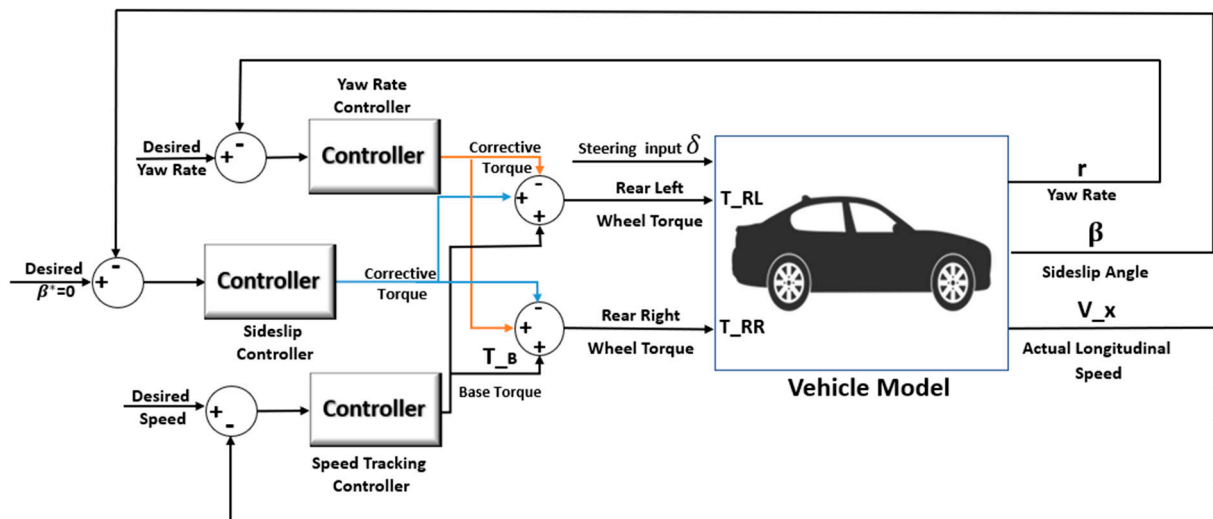 Yaw Rate
Controller
Desired
Yaw Rate
-
+
Controller
Corrective
Torque
Steering input δ
-
+
+
Rear Left
Wheel Torque
T_RL
r
Yaw Rate
β
Sideslip Angle
Desired
β*=0
-
+
Controller
Sideslip
Controller
Corrective
Torque
-
+
+
Rear Right
Wheel Torque
T_RR
V_x
Actual Longitudinal
Speed
T_B
Base Torque
Vehicle Model
Desired
Speed
+
-
Controller
Speed Tracking
Controller